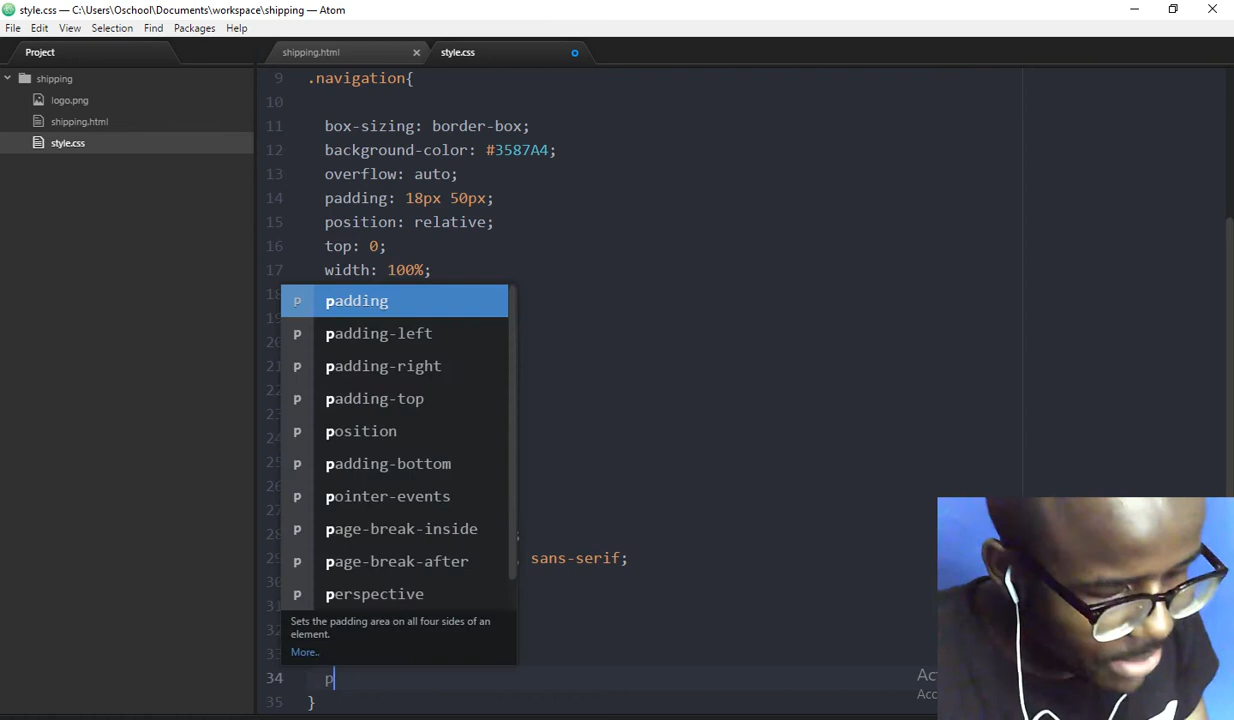 style.css — C:\Users\Oschool\Documents\workspace\shipping — Atom
File Edit View Selection Find Packages Help
Project
shipping.html
style.css
shipping
logo.png
shipping.html
style.css
9 .navigation{
10
11 box-sizing: border-box;
12 background-color: #3587A4;
13 overflow: auto;
14 padding: 18px 50px;
15 position: relative;
16 top: 0;
17 width: 100%;
p padding
p padding-left
p padding-right
p padding-top
p position
p padding-bottom
p pointer-events
p page-break-inside
p page-break-after
p perspective
Sets the padding area on all four sides of an
element.
More..
;
, sans-serif;
34 p
35 }